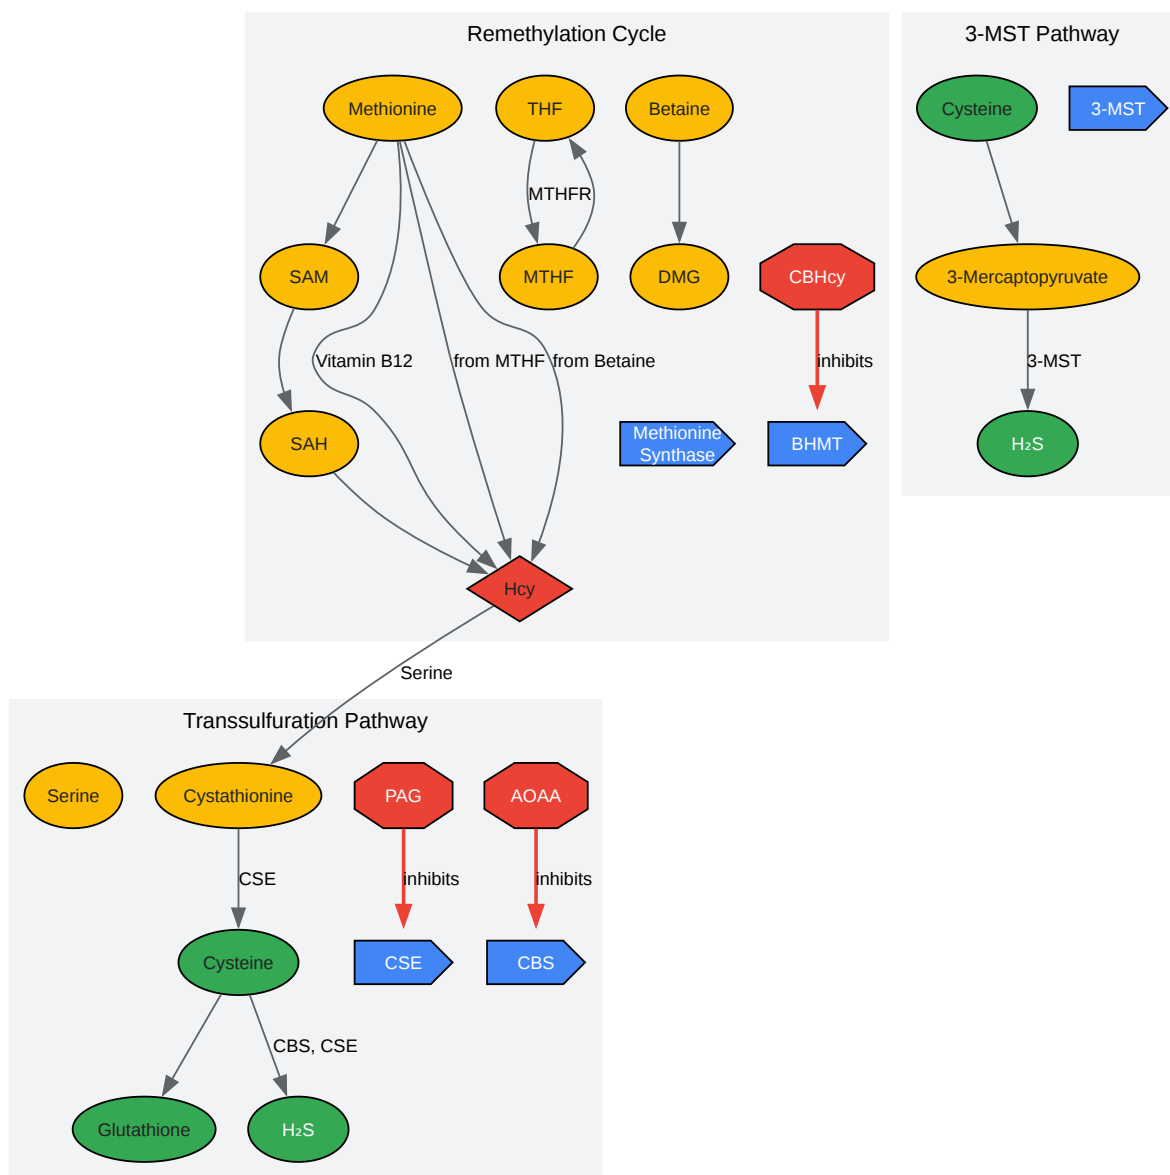 Remethylation Cycle
3-MST Pathway
Methionine
THF
Betaine
Cysteine
3-MST
MTHFR
SAM
MTHF
DMG
CBHcy
3-Mercaptopyruvate
Vitamin B12
from MTHF
from Betaine
inhibits
3-MST
SAH
Methionine
Synthase
BHMT
H₂S
Hcy
Serine
Transsulfuration Pathway
Serine
Cystathionine
PAG
AOAA
CSE
inhibits
inhibits
Cysteine
CSE
CBS
CBS, CSE
Glutathione
H₂S